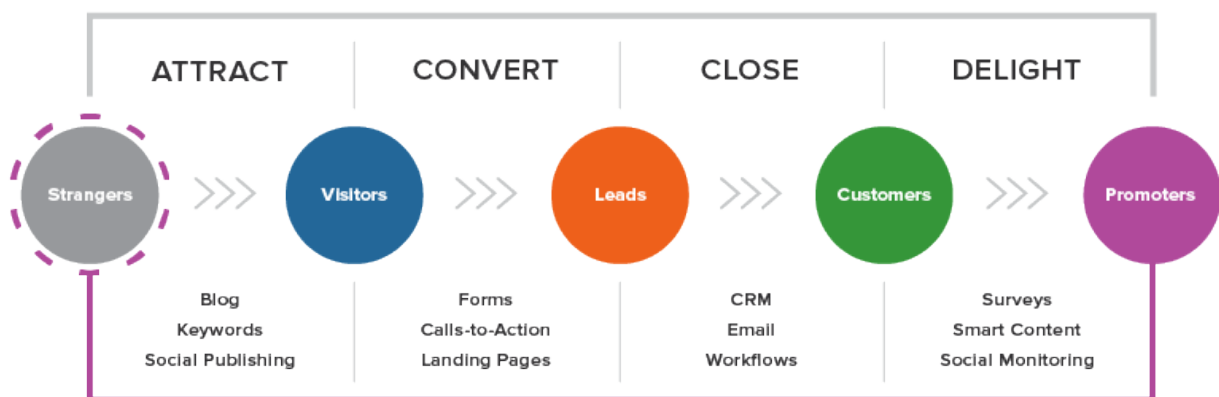 ATTRACT
CONVERT
CLOSE
DELIGHT
Strangers
Visitors
Leads
Customers
Promoters
Blog
Keywords
Social Publishing
Forms
Calls-to-Action
Landing Pages
CRM
Email
Workflows
Surveys
Smart Content
Social Monitoring